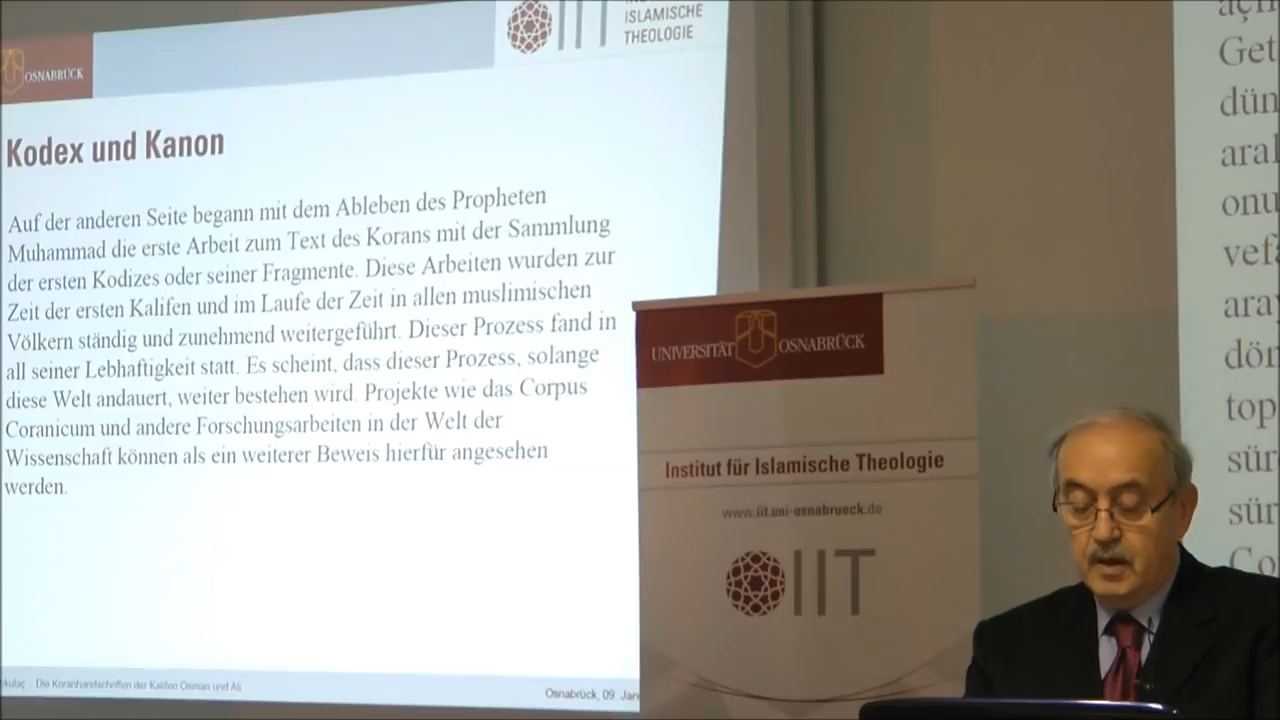 OSNABRÜCK
ISLAMISCHE
THEOLOGIE
Kodex und Kanon
Auf der anderen Seite begann mit dem Ableben des Propheten
Muhammad die erste Arbeit zum Text des Korans mit der Sammlung
der ersten Kodizes oder seiner Fragmente. Diese Arbeiten wurden zur
Zeit der ersten Kalifen und im Laufe der Zeit in allen muslimischen
Völkern ständig und zunehmend weitergeführt. Dieser Prozess fand in
all seiner Lebhaftigkeit statt. Es scheint, dass dieser Prozess, solange
diese Welt andauert, weiter bestehen wird. Projekte wie das Corpus
Coranicum und andere Forschungsarbeiten in der Welt der
Wissenschaft können als ein weiterer Beweis hierfür angesehen
werden.
kulaç - Die Koranhandschriften der Kalifen Osman und Ali
Osnabrück, 09. Jan
UNIVERSITÄT OSNABRÜCK
Institut für Islamische Theologie
www.iit.uni-osnabrueck.de
IIT
Get
dün
aral
onu
vefa
aray
dör
top
sür
sür
Co